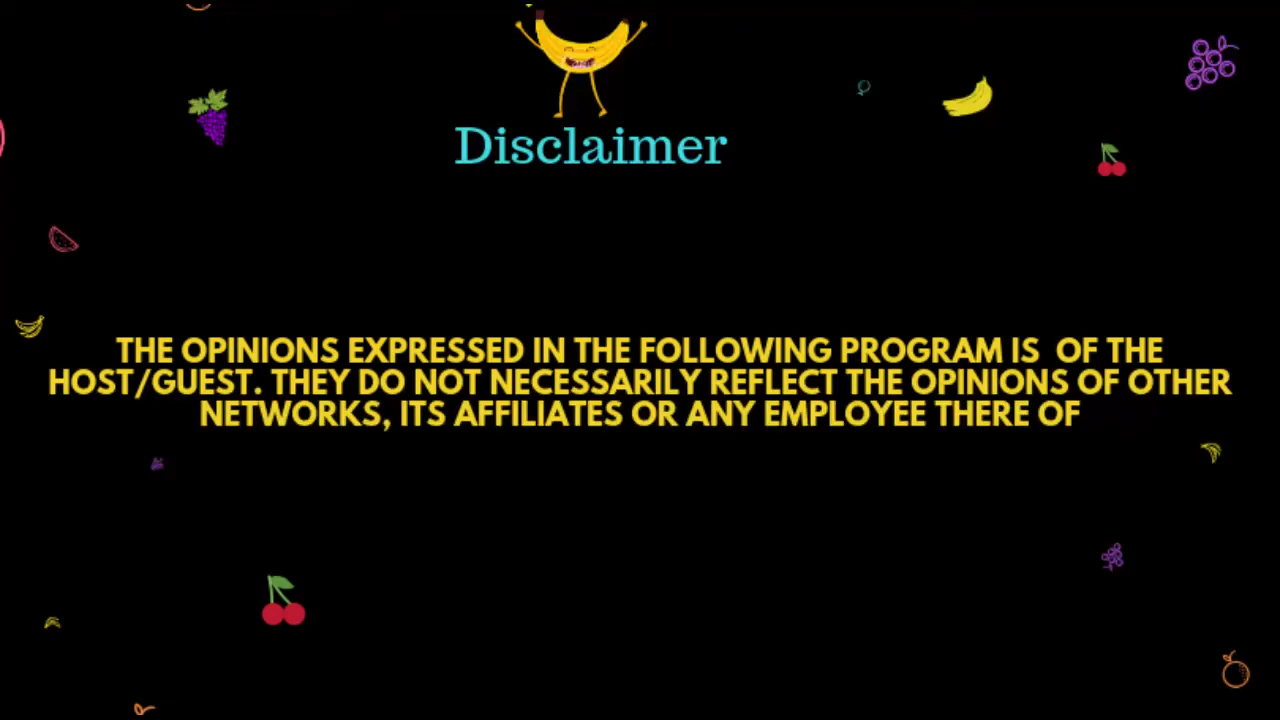 Disclaimer
THE OPINIONS EXPRESSED IN THE FOLLOWING PROGRAM IS OF THE
HOST/GUEST. THEY DO NOT NECESSARILY REFLECT THE OPINIONS OF OTHER
NETWORKS, ITS AFFILIATES OR ANY EMPLOYEE THERE OF